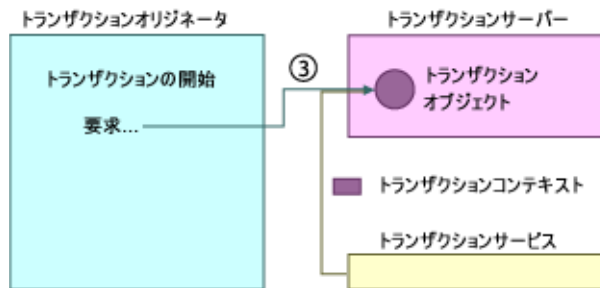 トランザクションオリジネータ
トランザクションサーバー
トランザクションの開始
要求...
③
トランザクション
オブジェクト
トランザクションコンテキスト
トランザクションサービス